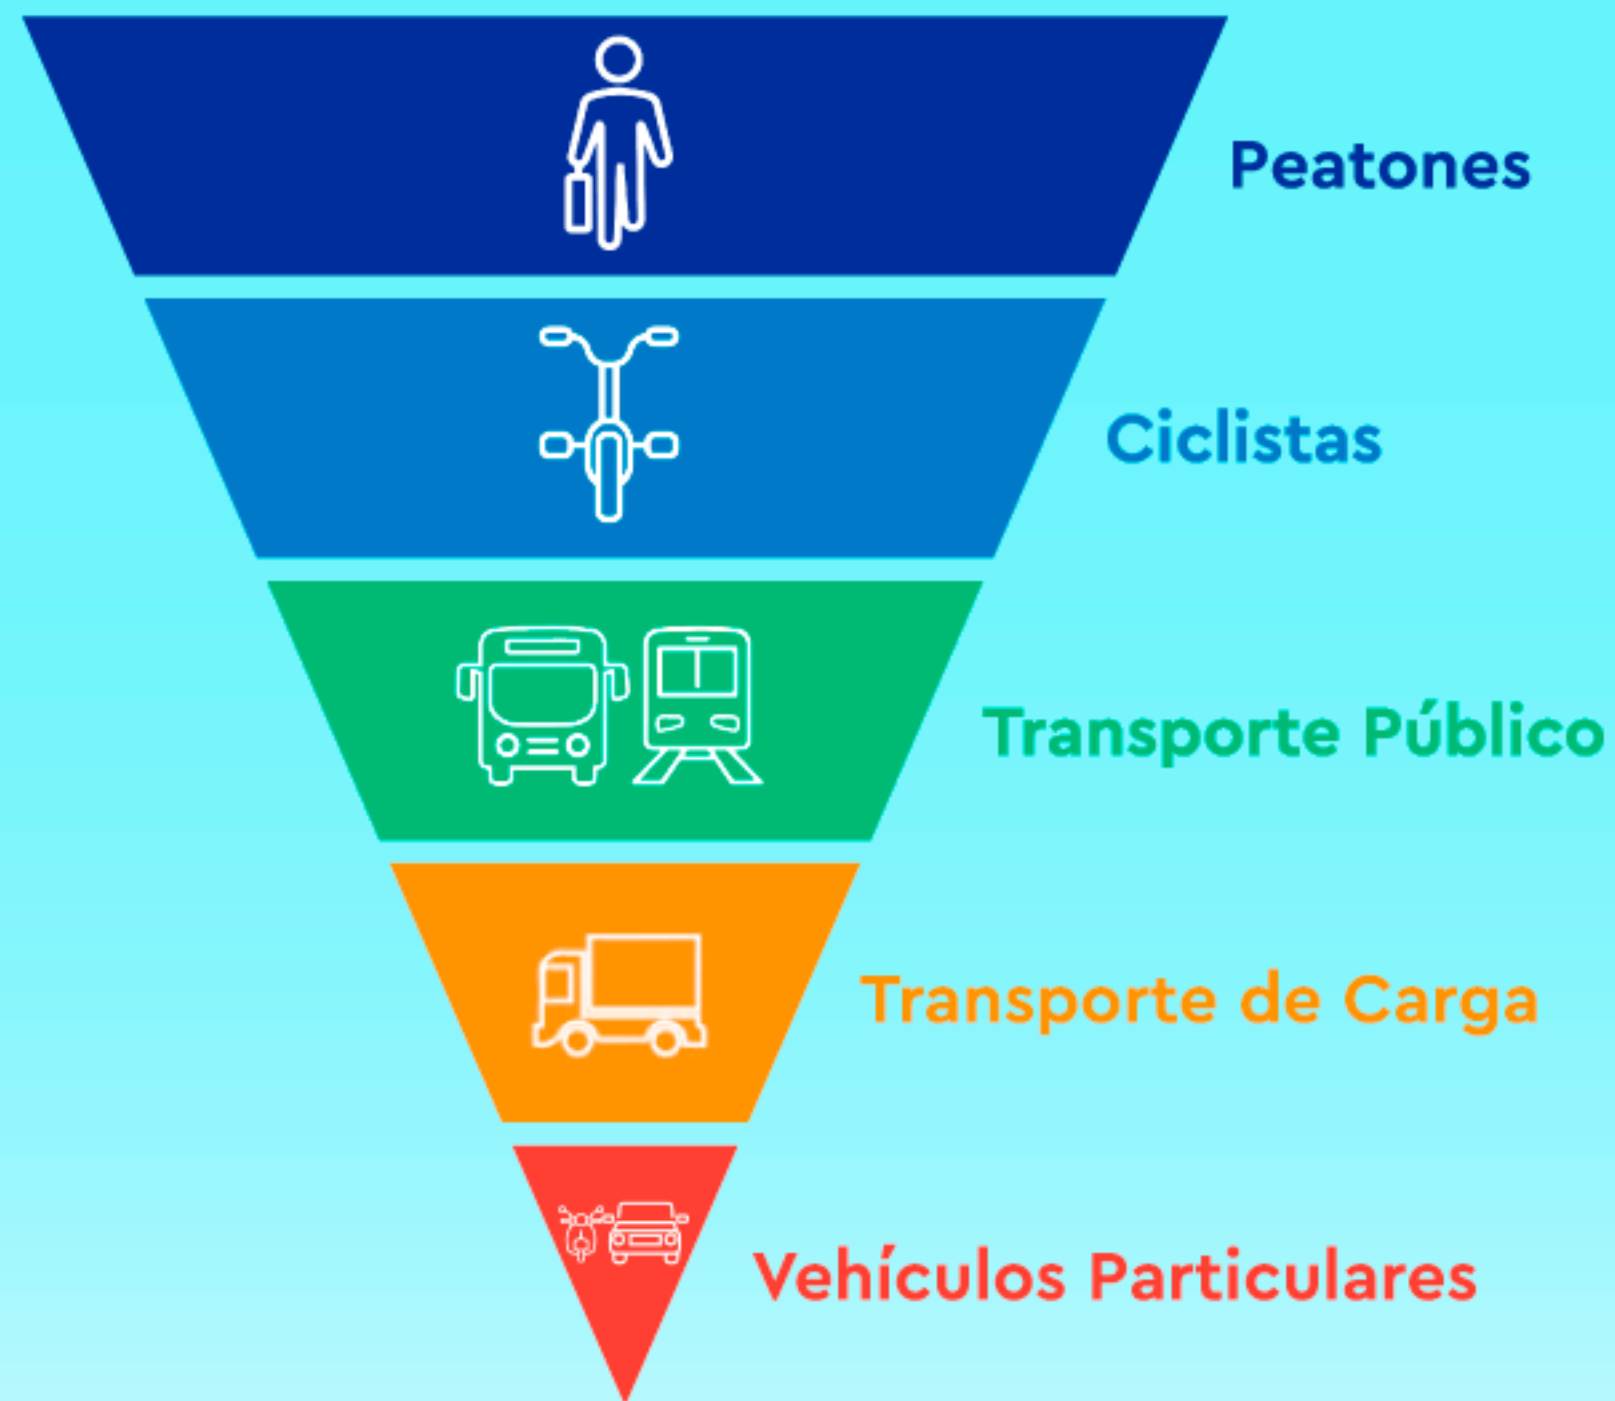 Peatones
Ciclistas
Transporte Público
Transporte de Carga
Vehículos Particulares